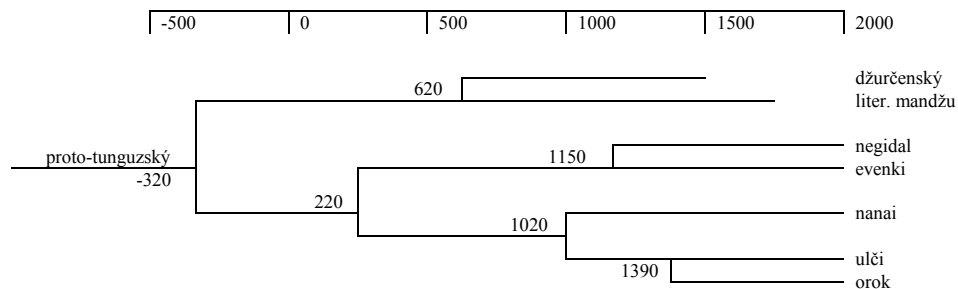 -500 0 500 1000 1500 2000
džurčenský
620
liter. mandžu
negidal
proto-tunguzský 1150
evenki
-320
220 nanai
1020
ulči
1390
orok